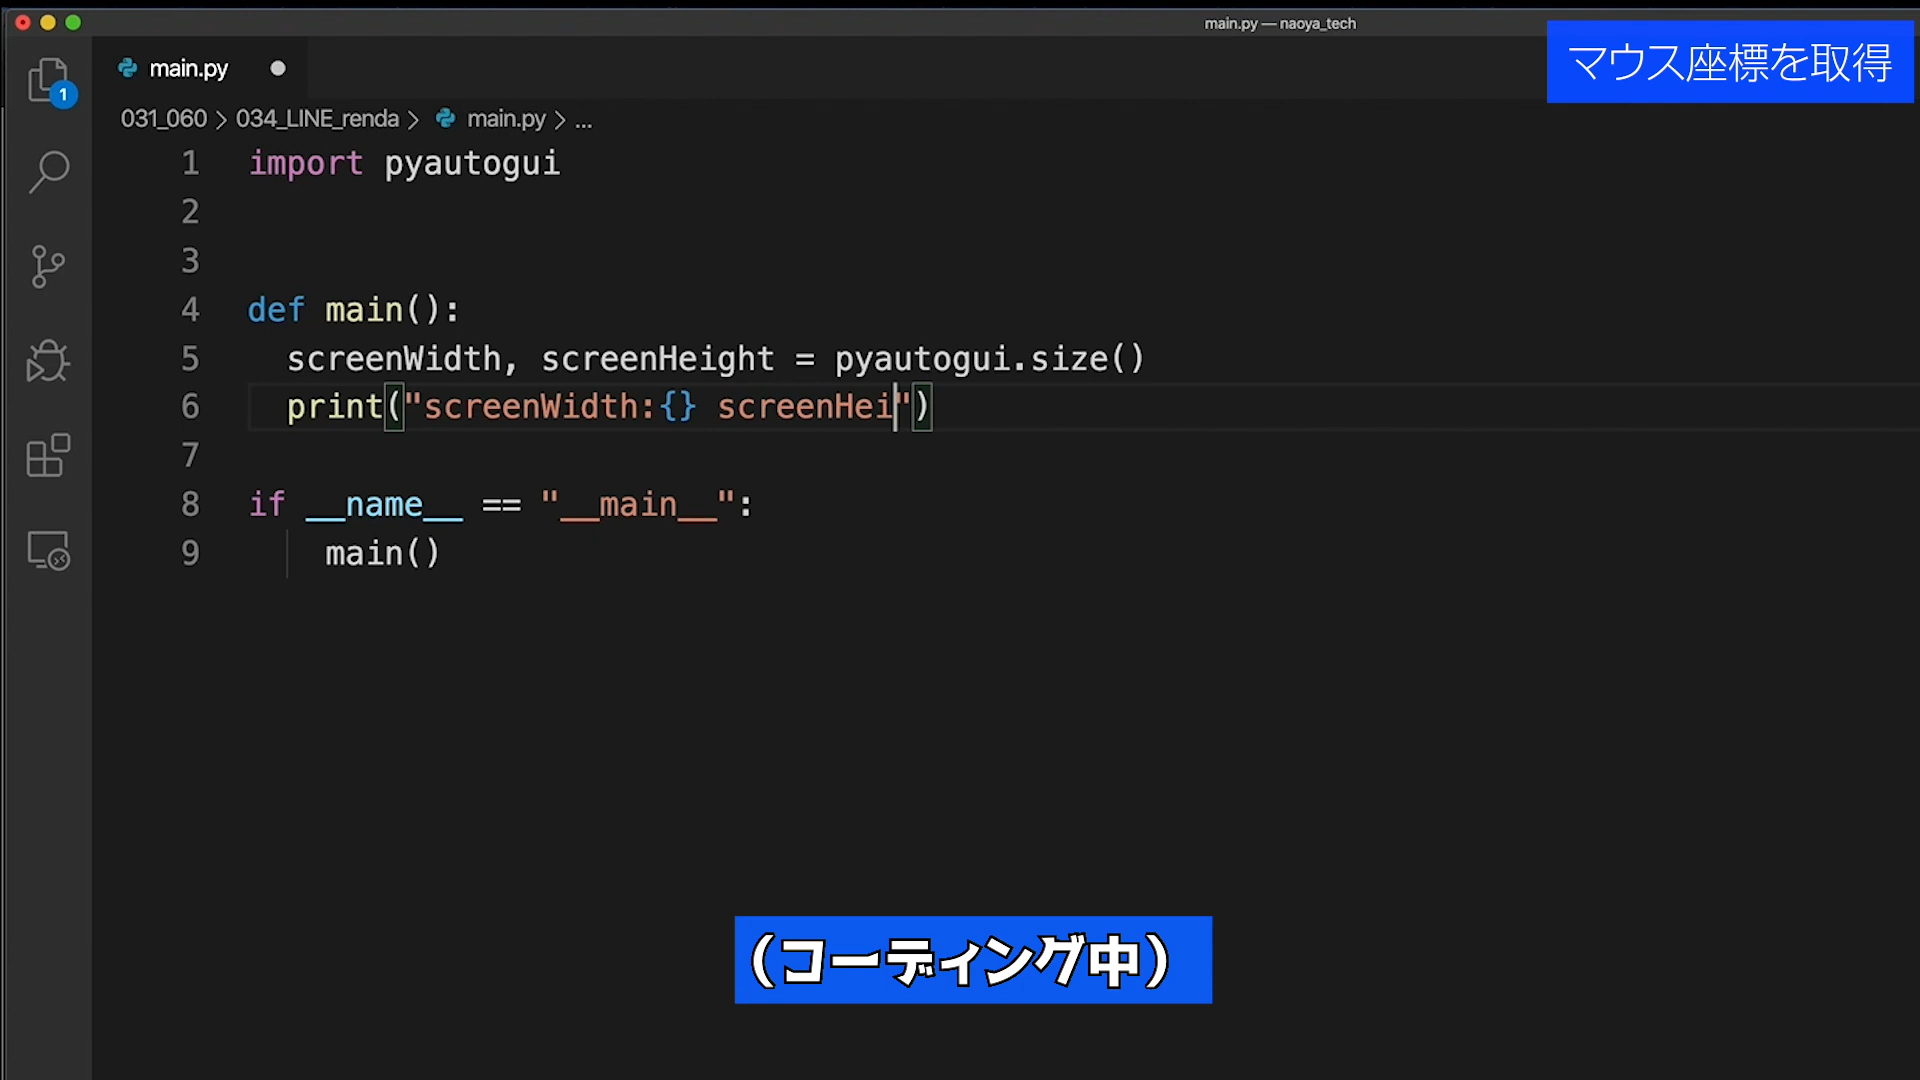 main.py — naoya_tech
マウス座標を取得
main.py
1
031_060 > 034_LINE_renda > main.py > ...
1 import pyautogui
2
3
4 def main():
5 screenWidth, screenHeight = pyautogui.size()
6 print("screenWidth:{} screenHei")
7
8 if __name__ == "__main__":
9 main()
（コーディング中）